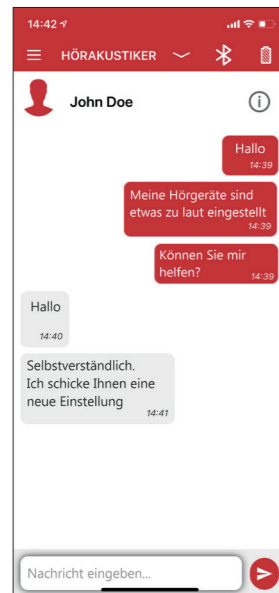 14:42
HÖRAKUSTIKER
John Doe
Hallo
14:39
Meine Hörgeräte sind
etwas zu laut eingestellt
14:39
Können Sie mir
helfen?
14:39
Hallo
14:40
Selbstverständlich.
Ich schicke Ihnen eine
neue Einstellung
14:41
Nachricht eingeben...